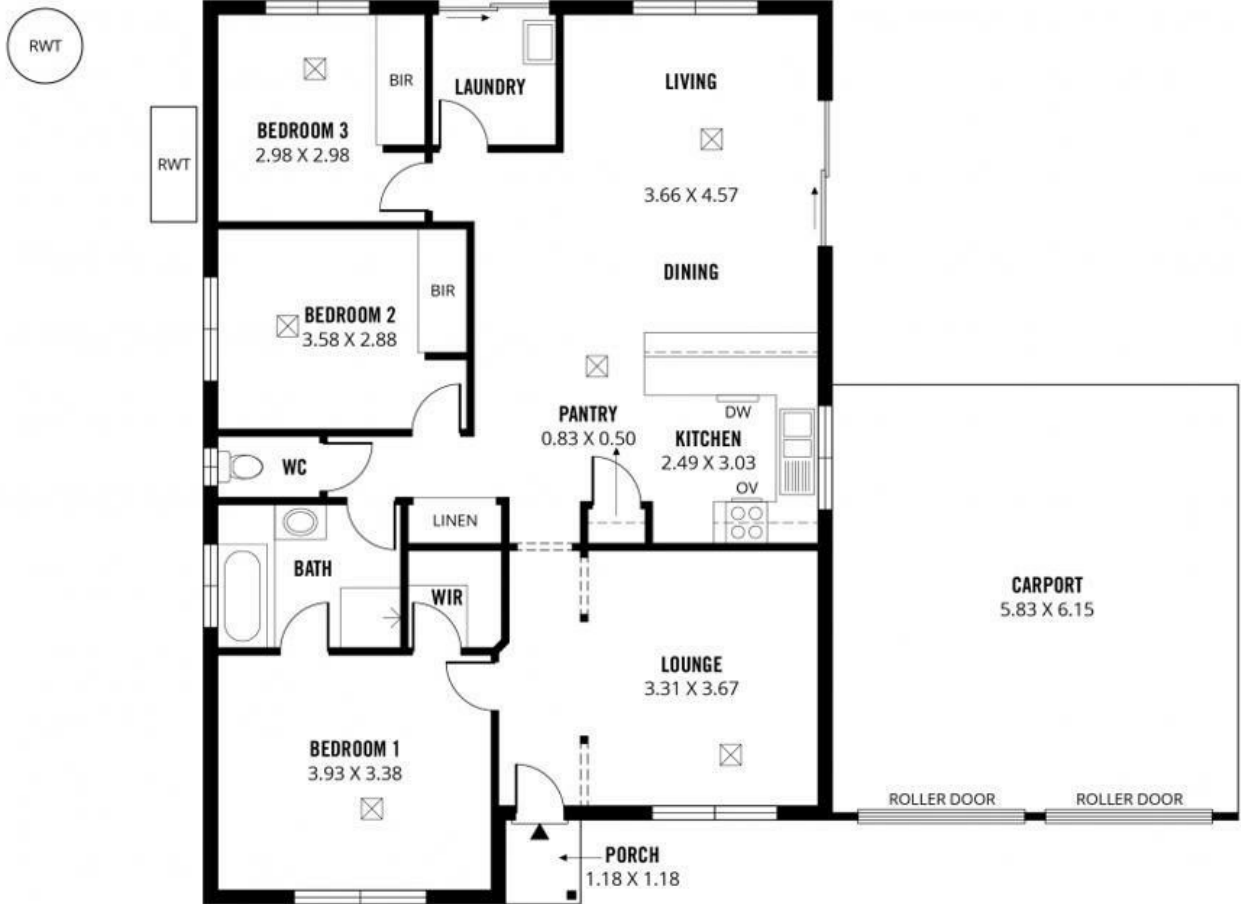 RWT
RWT
BEDROOM 3
2.98 X 2.98
BIR
LAUNDRY
LIVING
3.66 X 4.57
DINING
BEDROOM 2
3.58 X 2.88
BIR
PANTRY
0.83 X 0.50
DW
KITCHEN
2.49 X 3.03
OV
WC
LINEN
BATH
WIR
CARPORT
5.83 X 6.15
LOUNGE
3.31 X 3.67
BEDROOM 1
3.93 X 3.38
ROLLER DOOR
ROLLER DOOR
PORCH
1.18 X 1.18